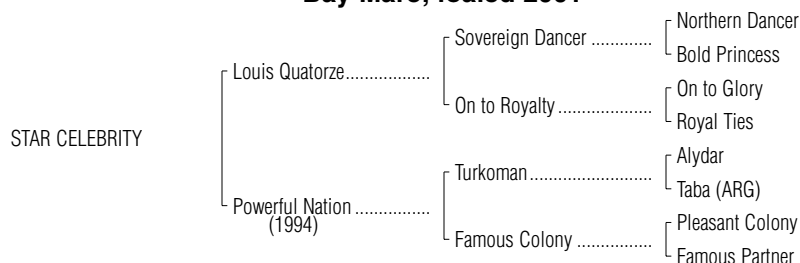 Bay Mare; foaled 2001
Northern Dancer
Sovereign Dancer .............
Bold Princess
Louis Quatorze..................
On to Glory
On to Royalty ....................
Royal Ties
STAR CELEBRITY
Alydar
Turkoman..........................
Taba (ARG)
Powerful Nation ................
(1994)
Pleasant Colony
Famous Colony ................
Famous Partner